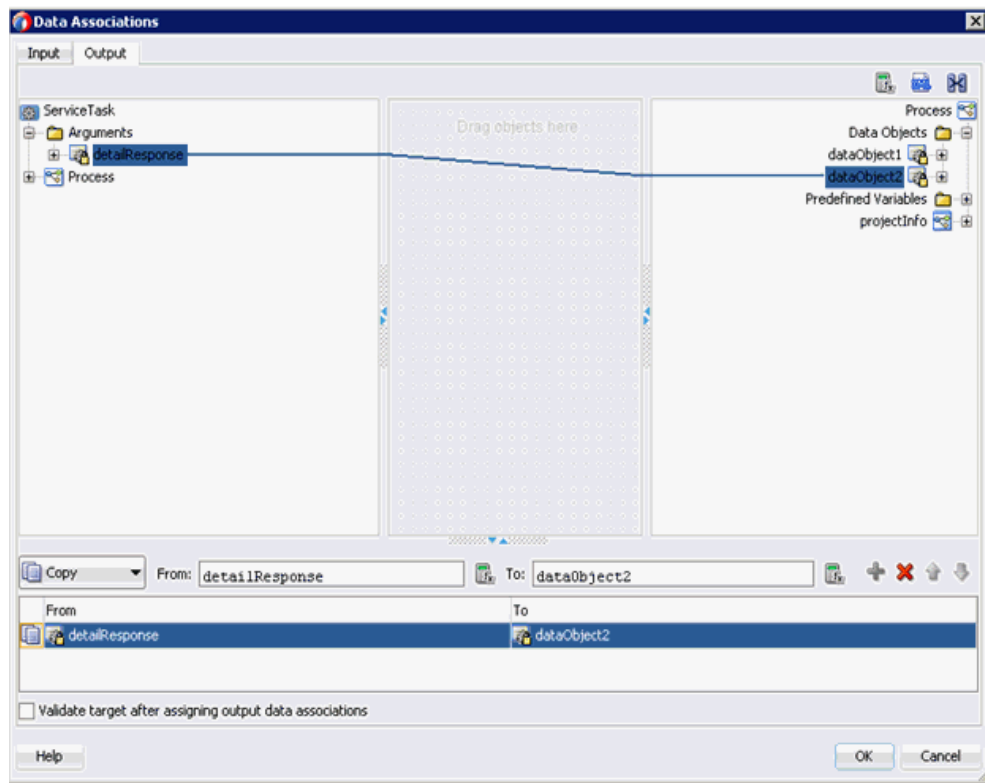 Data Associations
Input Output
ServiceTask
Arguments
detailResponse
Process
Drag objects here
Process
Data Objects
dataObject1
dataObject2
Predefined Variables
projectInfo
Copy From: detailResponse To: dataObject2
From To
detailResponse dataObject2
Validate target after assigning output data associations
Help OK Cancel